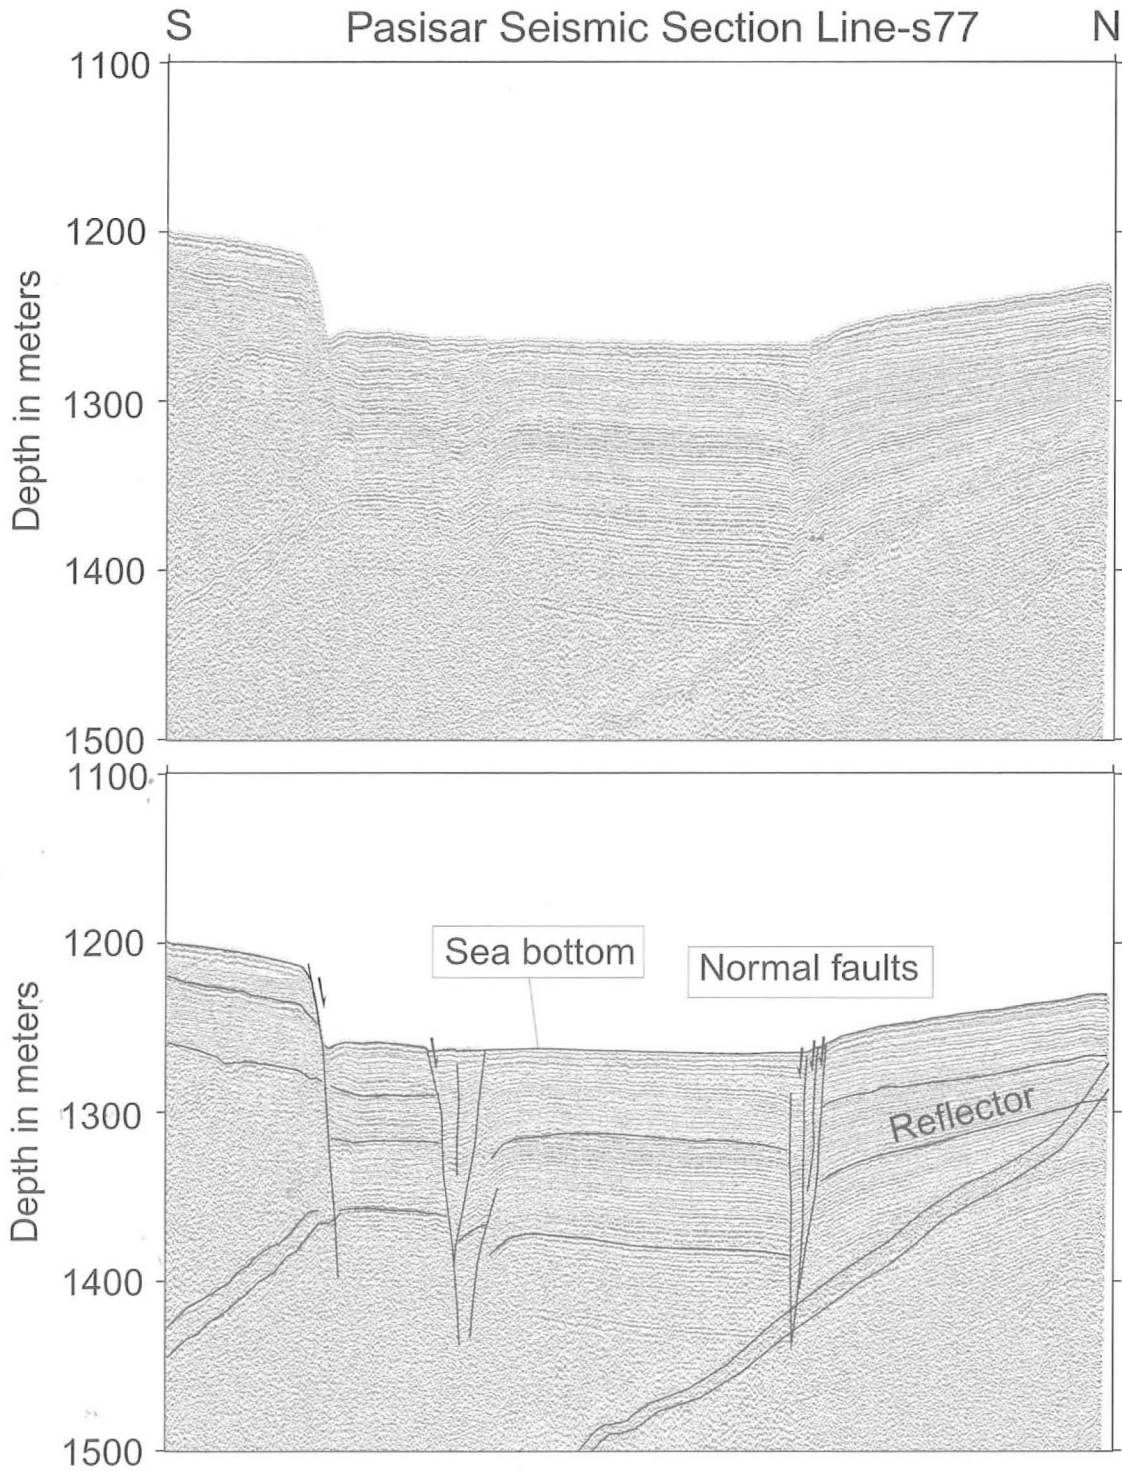 S Pasisar Seismic Section Line-s77 N
1100
1200
1300
1400
1500
Depth in meters
1100
1200
1300
1400
1500
Depth in meters
Sea bottom
Normal faults
Reflector